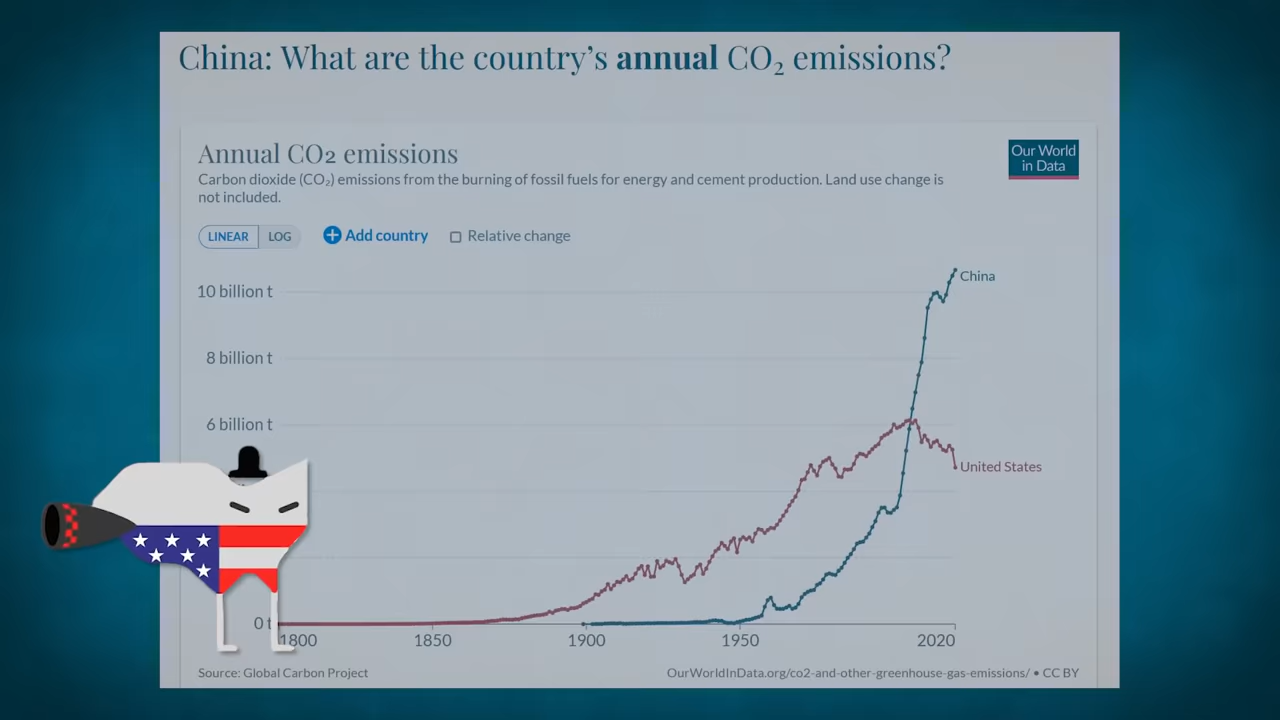 China: What are the country's annual CO₂ emissions?
Annual CO2 emissions
Our World
in Data
Carbon dioxide (CO₂) emissions from the burning of fossil fuels for energy and cement production. Land use change is
not included.
LINEAR LOG Add country Relative change
China
10 billion t
8 billion t
6 billion t
United States
0 t
1800 1850 1900 1950 2020
Source: Global Carbon Project
OurWorldInData.org/co2-and-other-greenhouse-gas-emissions/ • CC BY